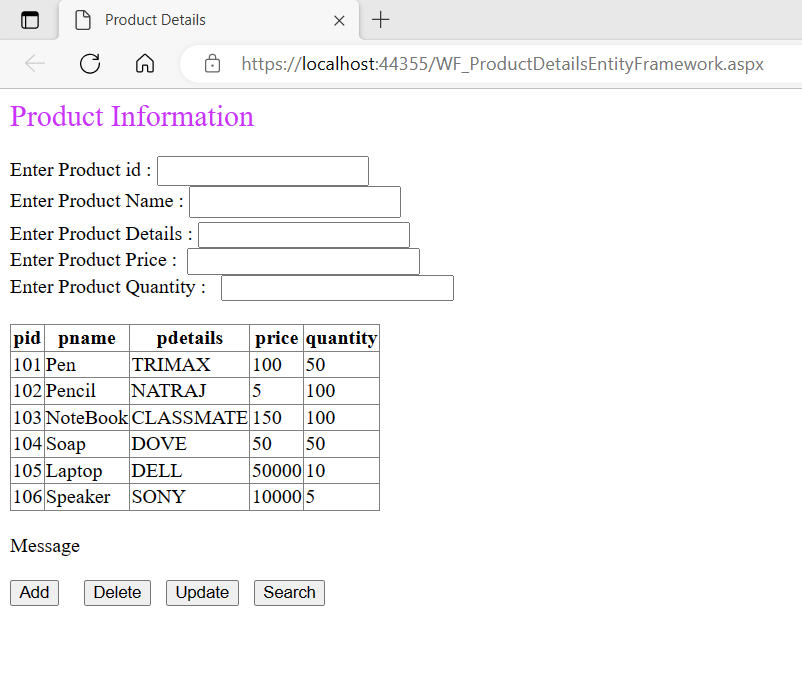 Product Details
https://localhost:44355/WF_ProductDetailsEntityFramework.aspx
Product Information
Enter Product id :
Enter Product Name :
Enter Product Details :
Enter Product Price :
Enter Product Quantity :
pid pname pdetails price quantity
101 Pen TRIMAX 100 50
102 Pencil NATRAJ 5 100
103 NoteBook CLASSMATE 150 100
104 Soap DOVE 50 50
105 Laptop DELL 50000 10
106 Speaker SONY 10000 5
Message
Add Delete Update Search